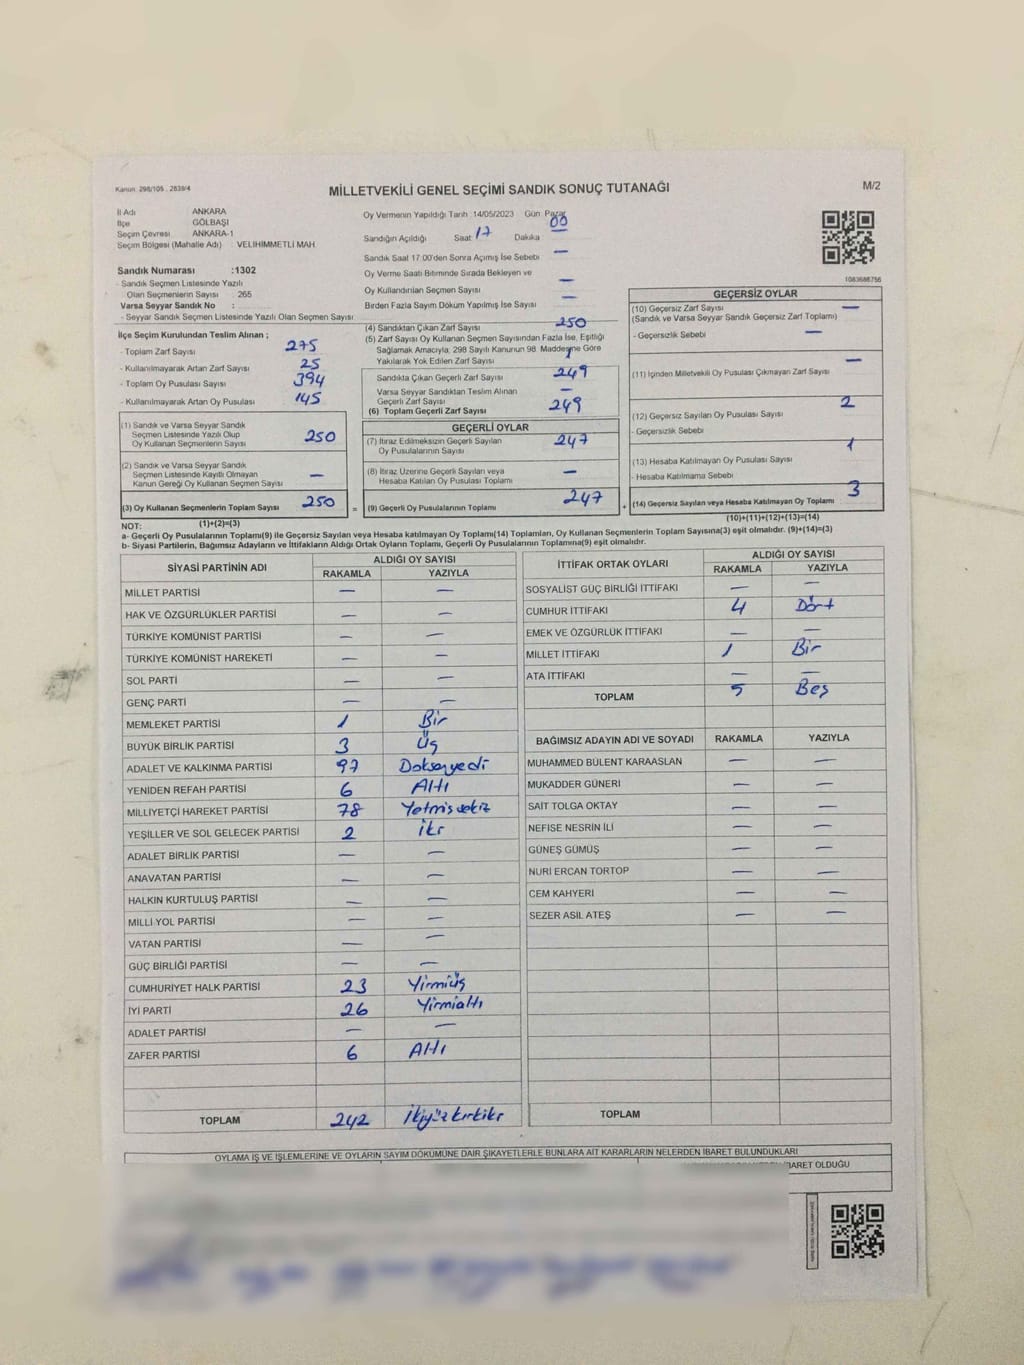 Kanun: 298/105 , 2839/4
MİLLETVEKİLİ GENEL SEÇİMİ SANDIK SONUÇ TUTANAĞI
M/2
İl Adı ANKARA
İlçe GÖLBAŞI
Seçim Çevresi ANKARA-1
Seçim Bölgesi (Mahalle Adı) : VELİHİMMETLİ MAH.
Sandık Numarası :1302
- Sandık Seçmen Listesinde Yazılı
Olan Seçmenlerin Sayısı : 265
Varsa Seyyar Sandık No :
- Seyyar Seçmen Listesinde Yazılı Olan Seçmen Sayısı:
İlçe Seçim Kurulundan Teslim Alınan ;
- Toplam Zarf Sayısı 275
- Kullanılmayarak Artan Zarf Sayısı 25
- Toplam Oy Pusulası Sayısı 394
- Kullanılmayarak Artan Oy Pusulası 145
(1) Sandık ve Varsa Seyyar Sandık
Seçmen Listesinde Yazılı Olup
Oy Kullanan Seçmenlerin Sayısı 250
(2) Sandık ve Varsa Seyyar Sandık
Seçmen Listesinde Kayıtlı Olmayan
Kanun Gereği Oy Kullanan Seçmen Sayısı —
(3) Oy Kullanan Seçmenlerin Toplam Sayısı 250 =
(1)+(2)=(3)
Oy Vermenin Yapıldığı Tarih :14/05/2023 Gün: Pazar
Sandığın Açıldığı Saat 17 Dakika 00
Sandık Saat 17.00'den Sonra Açılmış İse Sebebi —
Oy Verme Saati Bitiminde Sırada Bekleyen ve
Oy Kullandırılan Seçmen Sayısı —
Birden Fazla Sayım Döküm Yapılmış İse Sayısı —
(4) Sandıktan Çıkan Zarf Sayısı 250
(5) Zarf Sayısı Oy Kullanan Seçmen Sayısından Fazla İse, Eşitliği
Sağlamak Amacıyla, 298 Sayılı Kanunun 98. Maddesine Göre
Yakılarak Yok Edilen Zarf Sayısı 1
Sandıkta Çıkan Geçerli Zarf Sayısı 249
Varsa Seyyar Sandıktan Teslim Alınan
Geçerli Zarf Sayısı —
(6) Toplam Geçerli Zarf Sayısı 249
GEÇERLİ OYLAR
(7) İtiraz Edilmeksizin Geçerli Sayılan
Oy Pusulalarının Sayısı 247
(8) İtiraz Üzerine Geçerli Sayılan veya
Hesaba Katılan Oy Pusulası Toplamı —
(9) Geçerli Oy Pusulalarının Toplamı 247 +
1083686756
GEÇERSİZ OYLAR
(10) Geçersiz Zarf Sayısı —
(Sandık ve Varsa Seyyar Sandık Geçersiz Zarf Toplamı)
- Geçersizlik Sebebi —
(11) İçinden Milletvekili Oy Pusulası Çıkmayan Zarf Sayısı —
(12) Geçersiz Sayılan Oy Pusulası Sayısı 2
- Geçersizlik Sebebi
(13) Hesaba Katılmayan Oy Pusulası Sayısı 1
- Hesaba Katılmama Sebebi
(14) Geçersiz Sayılan veya Hesaba Katılmayan Oy Toplamı 3
(10)+(11)+(12)+(13)=(14)
NOT:
a- Geçerli Oy Pusulalarının Toplamı(9) ile Geçersiz Sayılan veya Hesaba katılmayan Oy Toplamı(14) Toplamları, Oy Kullanan Seçmenlerin Toplam Sayısına(3) eşit olmalıdır. (9)+(14)=(3)
b- Siyasi Partilerin, Bağımsız Adayların ve İttifakların Aldığı Ortak Oyların Toplamı, Geçerli Oy Pusulalarının Toplamına(9) eşit olmalıdır.
SİYASİ PARTİNİN ADI ALDIĞI OY SAYISI
RAKAMLA YAZIYLA
MİLLET PARTİSİ — —
HAK VE ÖZGÜRLÜKLER PARTİSİ — —
TÜRKİYE KOMÜNİST PARTİSİ — —
TÜRKİYE KOMÜNİST HAREKETİ — —
SOL PARTİ — —
GENÇ PARTİ — —
MEMLEKET PARTİSİ 1 Bir
BÜYÜK BİRLİK PARTİSİ 3 Üç
ADALET VE KALKINMA PARTİSİ 97 Doksanyedi
YENİDEN REFAH PARTİSİ 6 Altı
MİLLİYETÇİ HAREKET PARTİSİ 78 Yetmişsekiz
YEŞİLLER VE SOL GELECEK PARTİSİ 2 iki
ADALET BİRLİK PARTİSİ — —
ANAVATAN PARTİSİ — —
HALKIN KURTULUŞ PARTİSİ — —
MİLLİ YOL PARTİSİ — —
VATAN PARTİSİ — —
GÜÇ BİRLİĞİ PARTİSİ — —
CUMHURİYET HALK PARTİSİ 23 Yirmiüç
İYİ PARTİ 26 Yirmialtı
ADALET PARTİSİ — —
ZAFER PARTİSİ 6 Altı
TOPLAM 242 ikiyüzkırkiki
İTTİFAK ORTAK OYLARI ALDIĞI OY SAYISI
RAKAMLA YAZIYLA
SOSYALİST GÜÇ BİRLİĞİ İTTİFAKI — —
CUMHUR İTTİFAKI 4 Dört
EMEK VE ÖZGÜRLÜK İTTİFAKI — —
MİLLET İTTİFAKI 1 Bir
ATA İTTİFAKI — —
TOPLAM 5 Beş
BAĞIMSIZ ADAYIN ADI VE SOYADI RAKAMLA YAZIYLA
MUHAMMED BÜLENT KARAASLAN — —
MUKADDER GÜNERİ — —
SAİT TOLGA OKTAY — —
NEFİSE NESRİN İLİ — —
GÜNEŞ GÜMÜŞ — —
NURİ ERCAN TORTOP — —
CEM KAHYERİ — —
SEZER ASİL ATEŞ — —
TOPLAM
OYLAMA İŞ VE İŞLEMLERİNE VE OYLARIN SAYIM DÖKÜMÜNE DAİR ŞİKAYETLERLE BUNLARA AİT KARARLARIN NELERDEN İBARET BULUNDUKLARI
İBARET OLDUĞU